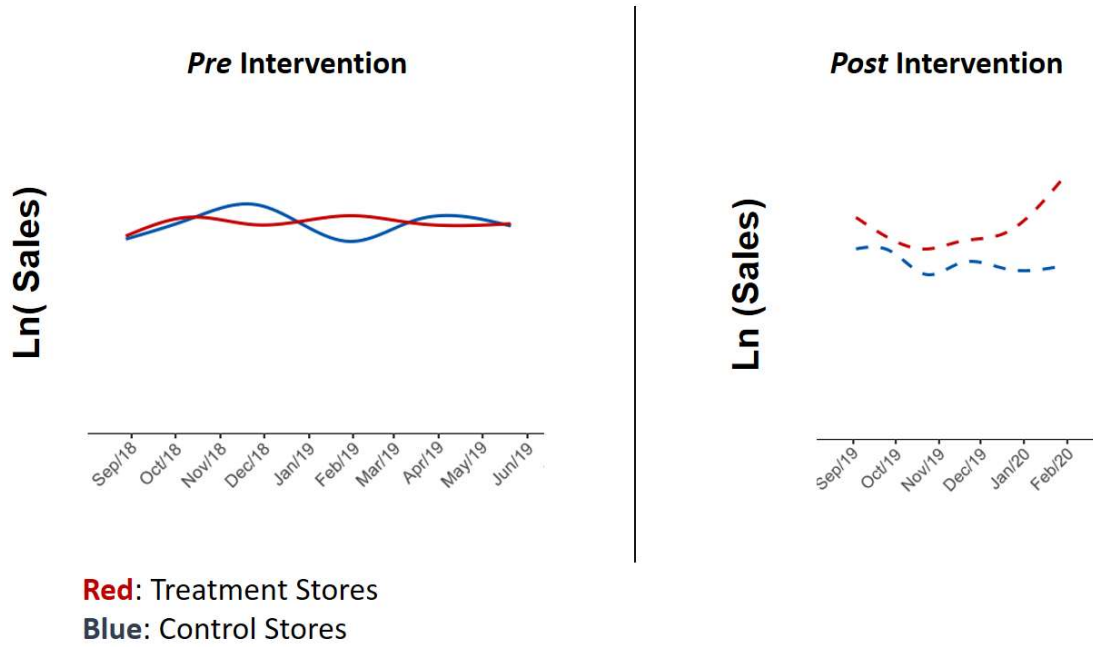 Pre Intervention
Ln( Sales)
Sep/18
Oct/18
Nov/18
Dec/18
Jan/19
Feb/19
Mar/19
Apr/19
May/19
Jun/19
Post Intervention
Ln (Sales)
Sep/19
Oct/19
Nov/19
Dec/19
Jan/20
Feb/20
Red: Treatment Stores
Blue: Control Stores